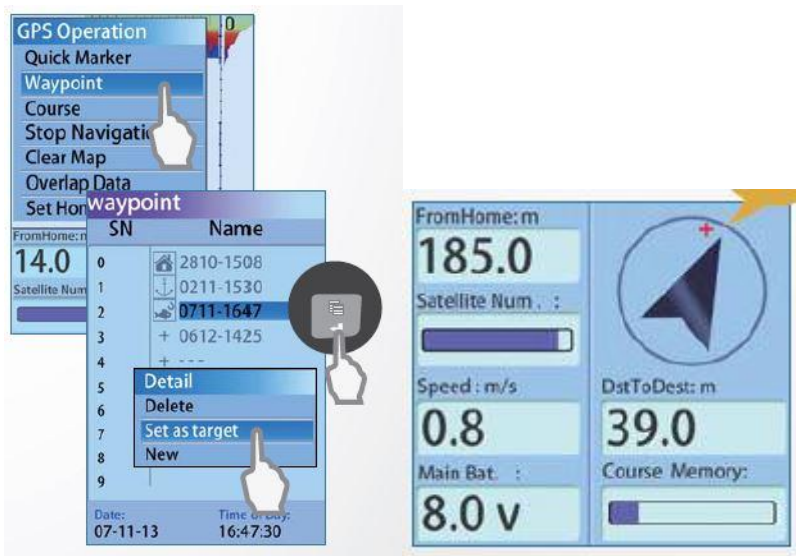 GPS Operation
0
Quick Marker
Waypoint
Course
Stop Navigati
Clear Map
Overlap Data
Set Hom
FromHome:m
14.0
Satellite Num
waypoint
SN Name
0 2810-1508
1 0211-1530
2 0711-1647
3 + 0612-1425
4 + ---
5
6
7
8
9
Detail
Delete
Set as target
New
Date: Time of Day:
07-11-13 16:47:30
FromHome: m
185.0
Satellite Num. :
Speed : m/s
0.8
Main Bat. :
8.0 v
DstToDest: m
39.0
Course Memory: